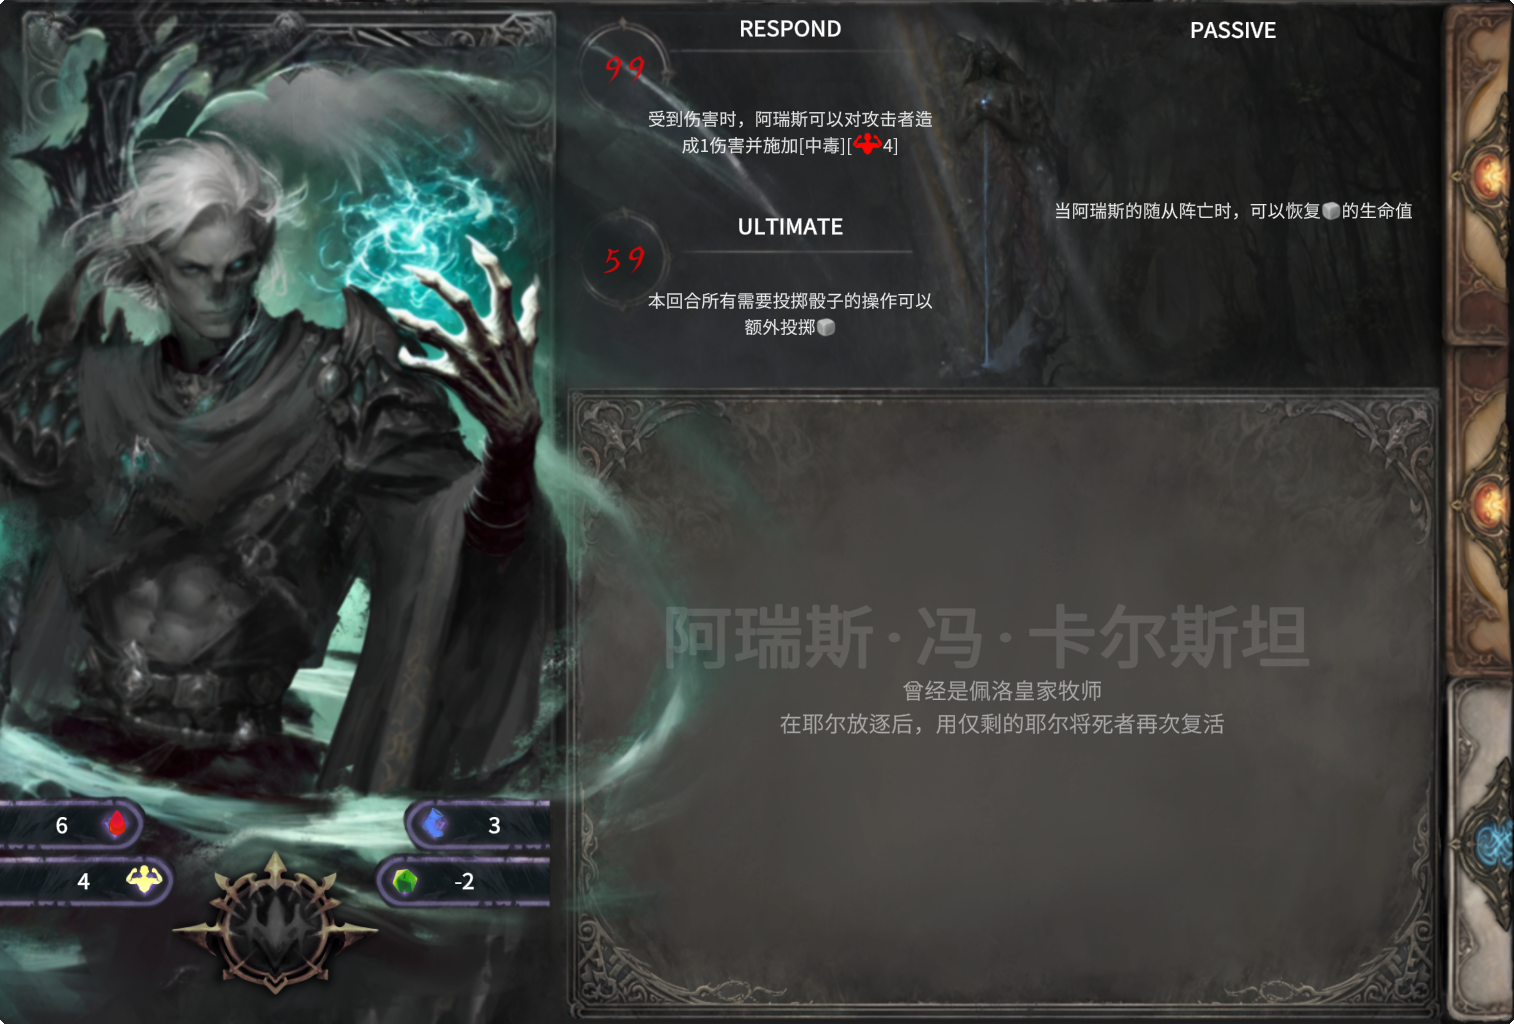 RESPOND
99
受到伤害时，阿瑞斯可以对攻击者造
成1伤害并施加[中毒][4]
ULTIMATE
59
本回合所有需要投掷骰子的操作可以
额外投掷
PASSIVE
当阿瑞斯的随从阵亡时，可以恢复的生命值
阿瑞斯·冯·卡尔斯坦
曾经是佩洛皇家牧师
在耶尔放逐后，用仅剩的耶尔将死者再次复活
6
3
4
-2